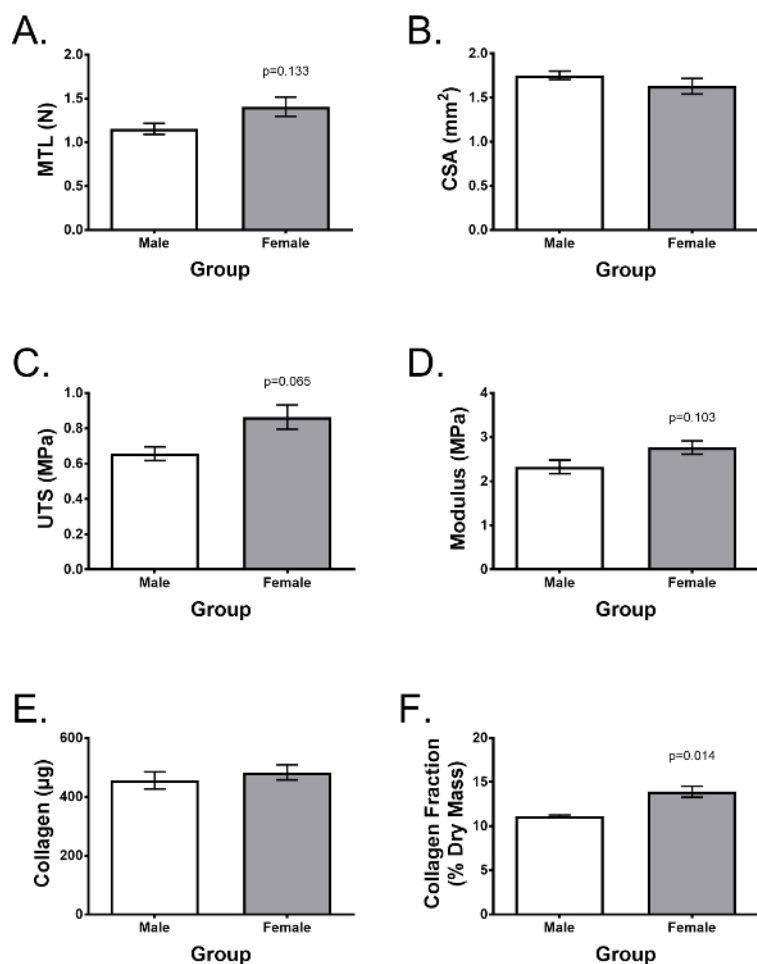 A.
2.0
1.5
1.0
0.5
0.0
MTL (N)
p=0.133
Male Female
Group
B.
2.0
1.5
1.0
0.5
0.0
CSA (mm²)
Male Female
Group
C.
1.0
0.8
0.6
0.4
0.2
0.0
UTS (MPa)
p=0.065
Male Female
Group
D.
4
3
2
1
0
Modulus (MPa)
p=0.103
Male Female
Group
E.
600
400
200
0
Collagen (µg)
Male Female
Group
F.
20
15
10
5
0
Collagen Fraction
(% Dry Mass)
p=0.014
Male Female
Group